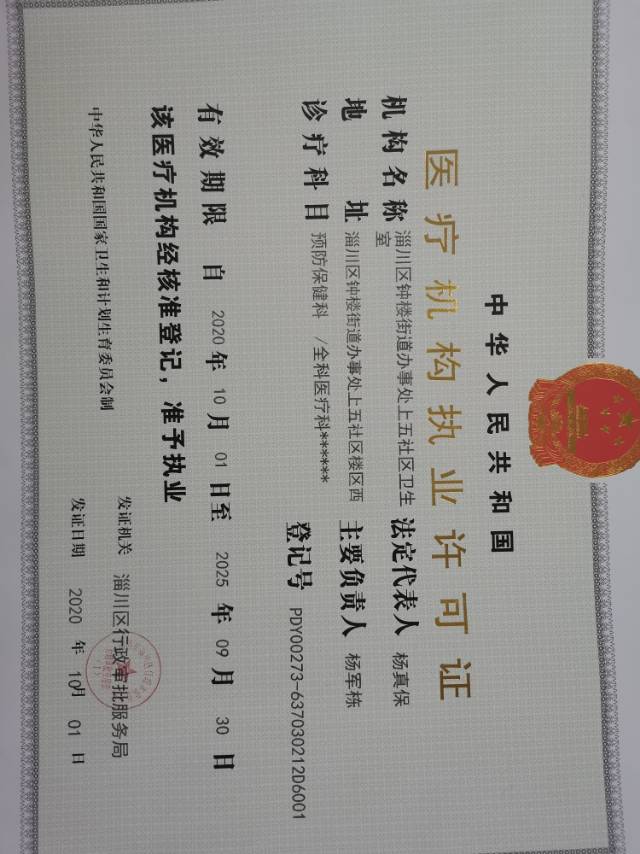 中华人民共和国
医疗机构执业许可证
机构名称 淄川区钟楼街道办事处上五社区卫生室 法定代表人 杨真保
地 址 淄川区钟楼街道办事处上五社区楼区西 主要负责人 杨军栋
诊疗科目 预防保健科 /全科医疗科******
登记号 PDY00273-637030212D6001
有效期限 自 2020 年 10 月 01 日至 2025 年 09 月 30 日
该医疗机构经核准登记，准予执业
发证机关 淄川区行政审批服务局
中华人民共和国国家卫生和计划生育委员会制
发证日期 2020 年 10月 01 日